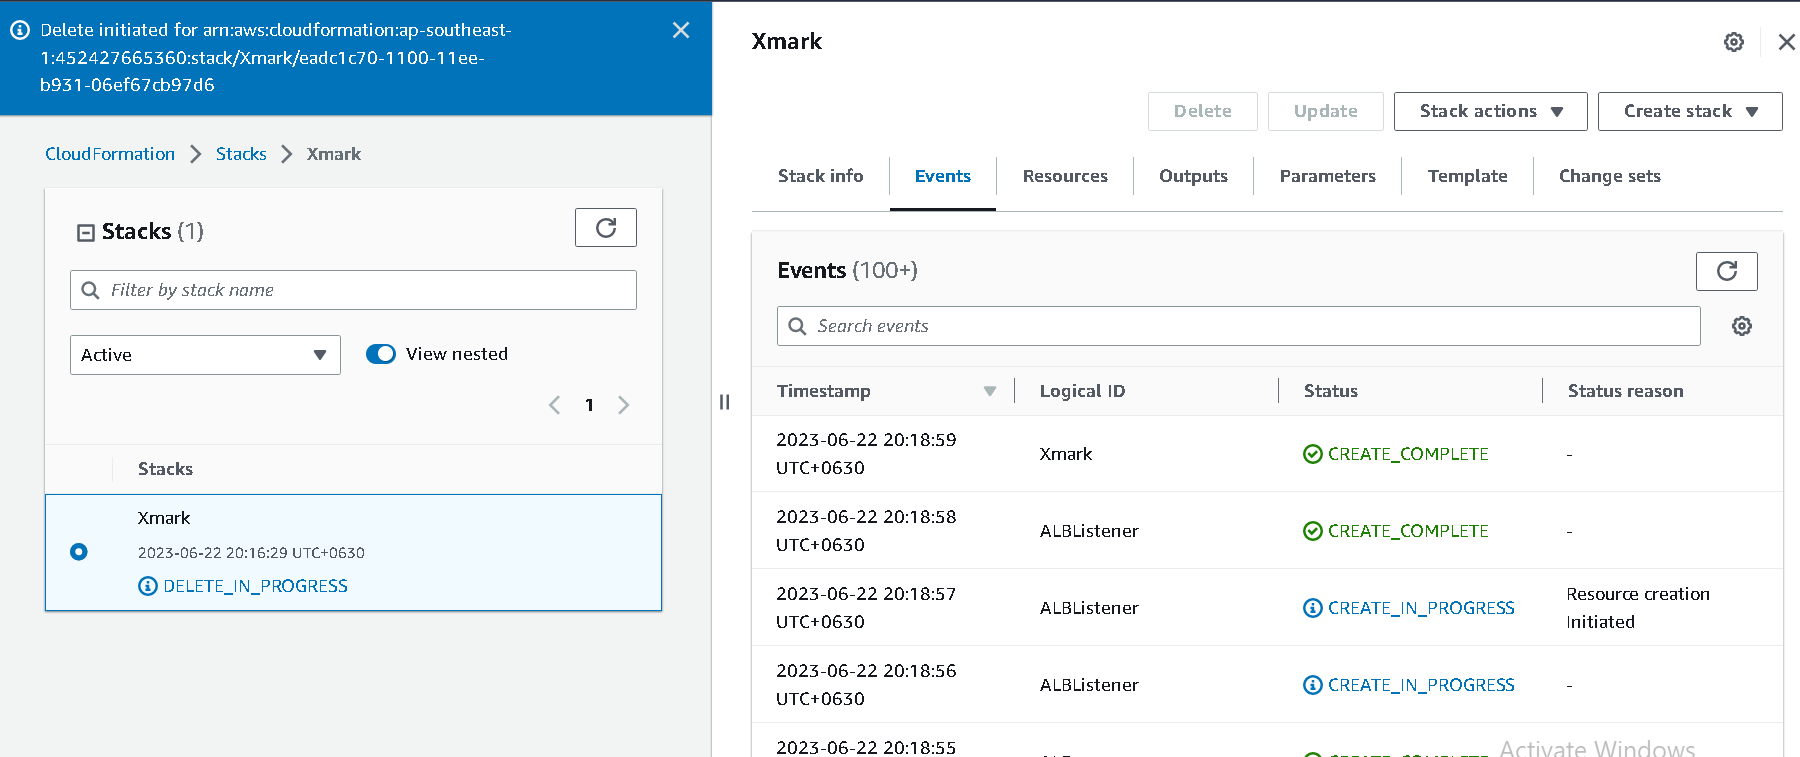 Delete initiated for arn:aws:cloudformation:ap-southeast-
1:452427665360:stack/Xmark/eadc1c70-1100-11ee-
b931-06ef67cb97d6
CloudFormation > Stacks > Xmark
Stacks (1)
Filter by stack name
Active
View nested
1
Stacks
Xmark
2023-06-22 20:16:29 UTC+0630
DELETE_IN_PROGRESS
Xmark
Delete
Update
Stack actions
Create stack
Stack info
Events
Resources
Outputs
Parameters
Template
Change sets
Events (100+)
Search events
Timestamp
Logical ID
Status
Status reason
2023-06-22 20:18:59
UTC+0630
Xmark
CREATE_COMPLETE
-
2023-06-22 20:18:58
UTC+0630
ALBListener
CREATE_COMPLETE
-
2023-06-22 20:18:57
UTC+0630
ALBListener
CREATE_IN_PROGRESS
Resource creation
Initiated
2023-06-22 20:18:56
UTC+0630
ALBListener
CREATE_IN_PROGRESS
-
2023-06-22 20:18:55
Activate Windows